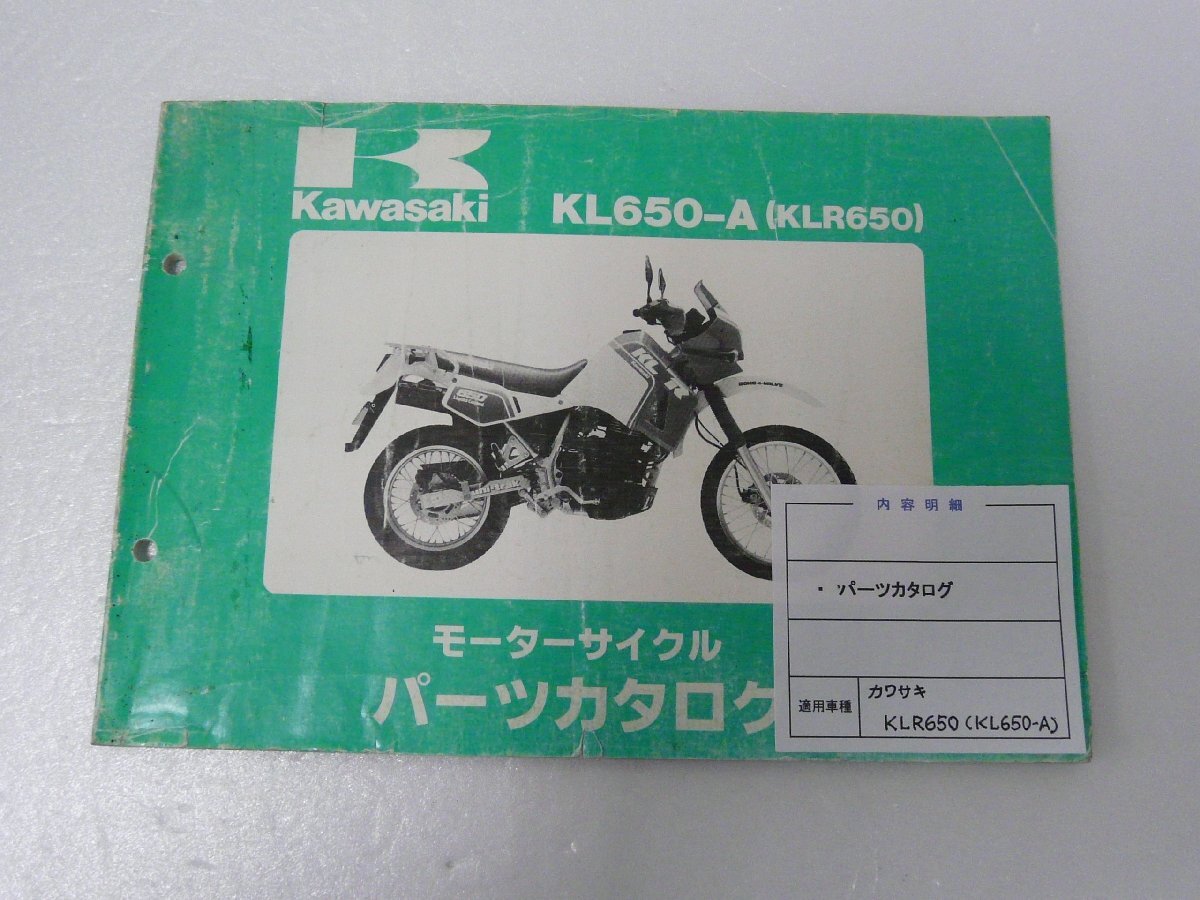 Kawasaki
KL650-A (KLR650)
KL
650
モーターサイクル
パーツカタログ
内容明細
・パーツカタログ
適用車種
カワサキ
KLR650 (KL650-A)